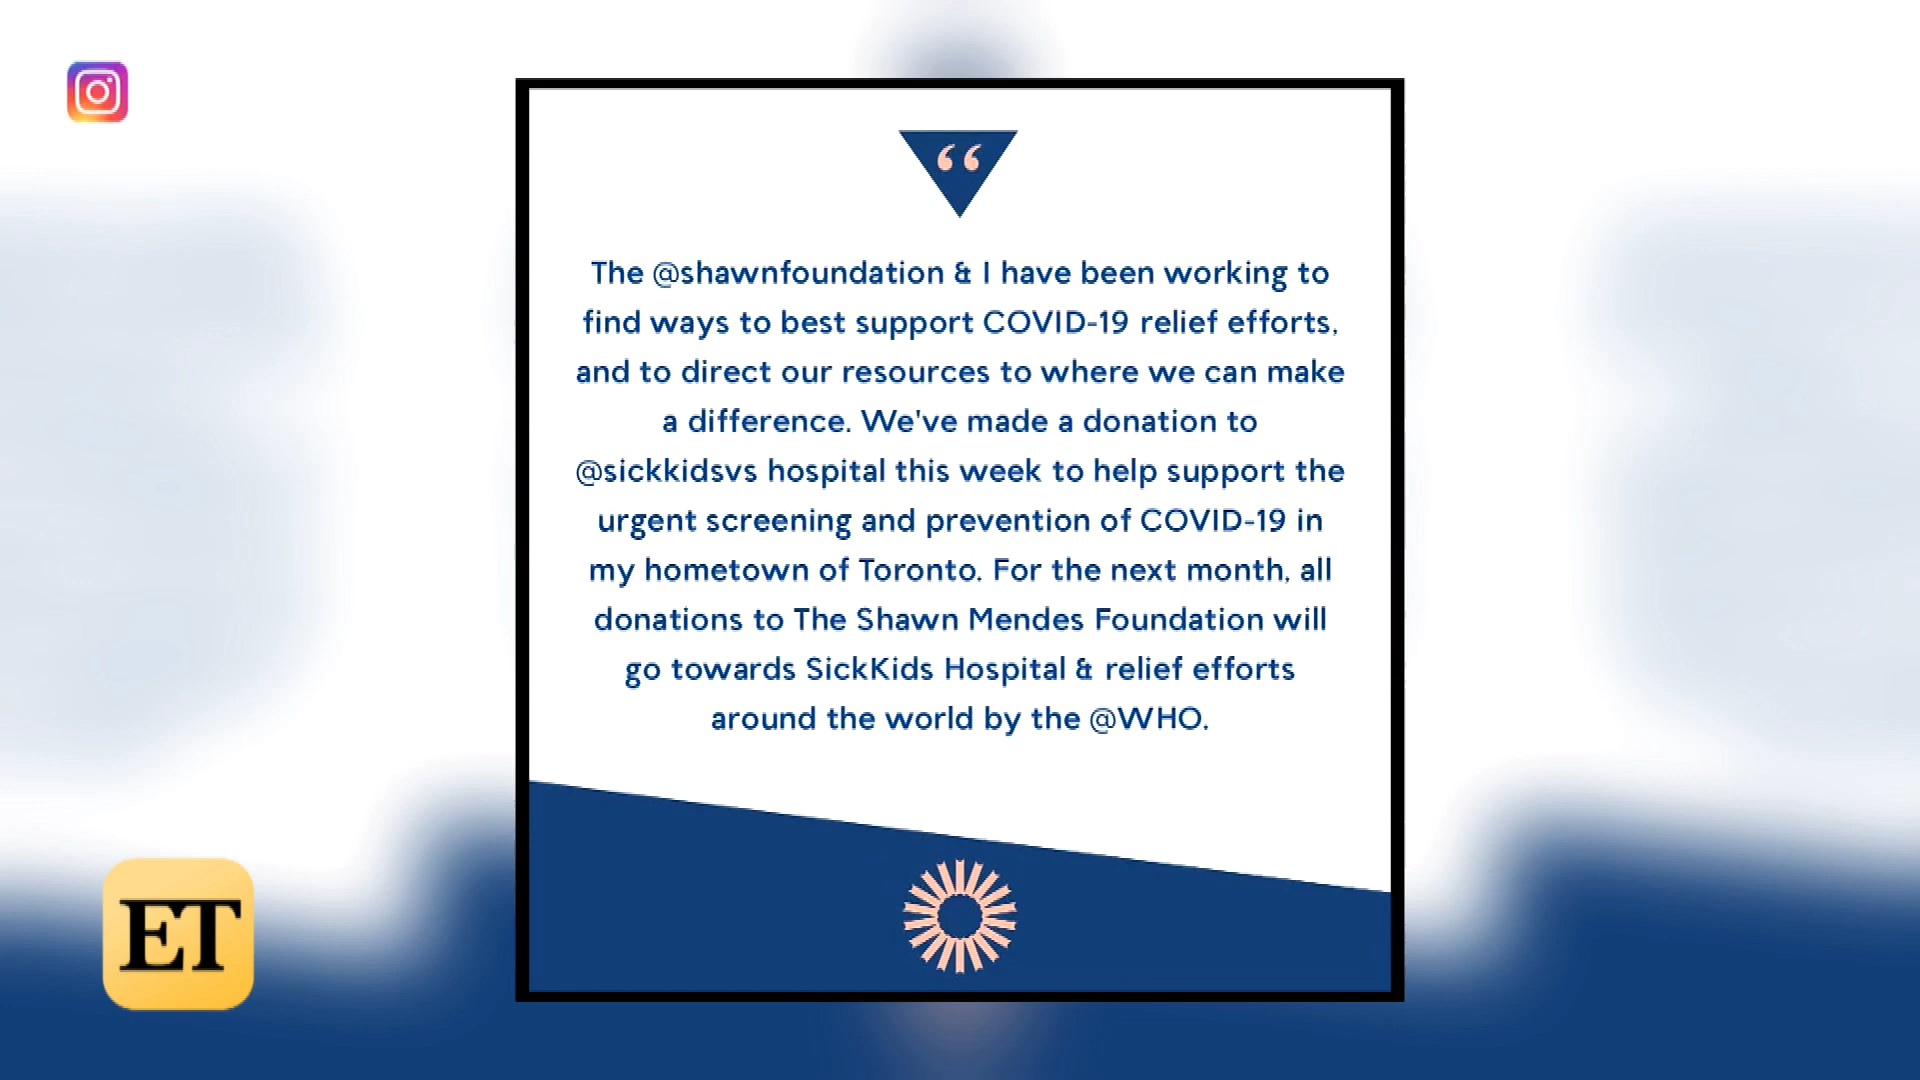 “
The @shawnfoundation & I have been working to
find ways to best support COVID-19 relief efforts,
and to direct our resources to where we can make
a difference. We've made a donation to
@sickkidsvs hospital this week to help support the
urgent screening and prevention of COVID-19 in
my hometown of Toronto. For the next month, all
donations to The Shawn Mendes Foundation will
go towards SickKids Hospital & relief efforts
around the world by the @WHO.
ET